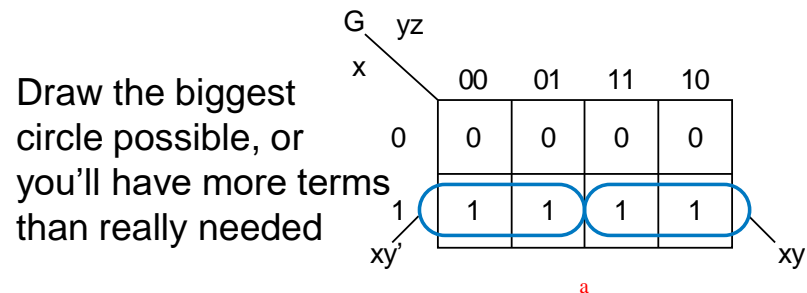 G yz
x
00 01 11 10
Draw the biggest
circle possible, or
you'll have more terms
than really needed
0 0 0 0 0
1 1 1 1 1
xy' xy
a